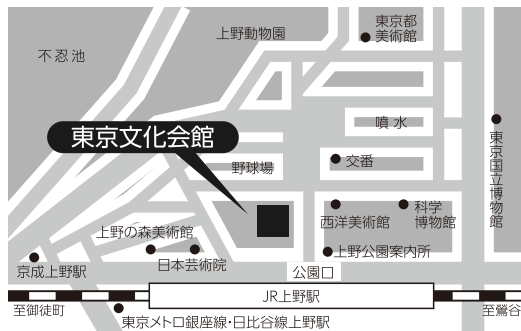 上野動物園
東京都
美術館
不忍池
噴水
東京文化会館
野球場
交番
東京国立博物館
西洋美術館
科学
博物館
上野の森美術館
日本芸術院
上野公園案内所
京成上野駅
公園口
JR上野駅
至御徒町
至鶯谷
東京メトロ銀座線・日比谷線上野駅